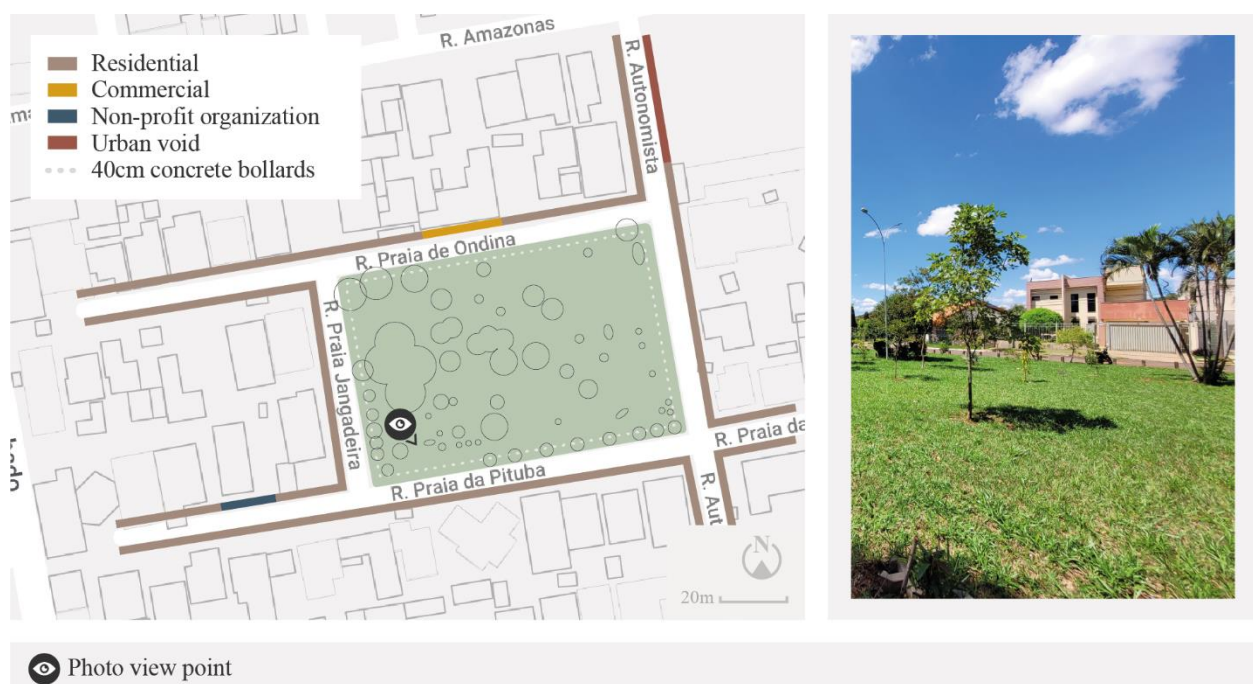 R. Amazonas
Residential
Commercial
Non-profit organization
Urban void
40cm concrete bollards
R. Autonomista
R. Praia de Ondina
R. Praia Jangadeira
R. Praia da
R. Praia da Pituba
R. Aut
N
20m
Photo view point